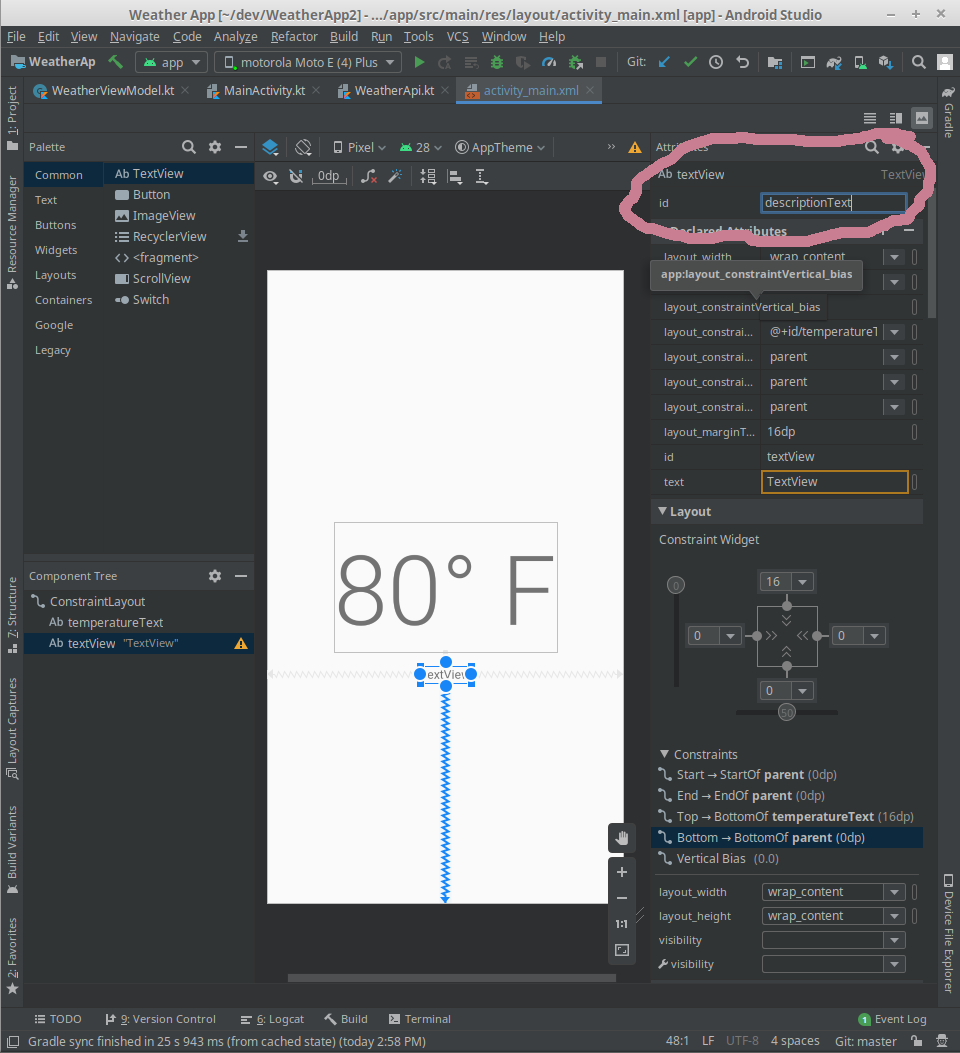 Weather App [~/dev/WeatherApp2] - .../app/src/main/res/layout/activity_main.xml [app] - Android Studio
File Edit View Navigate Code Analyze Refactor Build Run Tools VCS Window Help
WeatherAp app motorola Moto E (4) Plus Git:
WeatherViewModel.kt MainActivity.kt WeatherApi.kt activity_main.xml
1: Project
Resource Manager
7: Structure
Layout Captures
Build Variants
2: Favorites
Palette
Common
Text
Buttons
Widgets
Layouts
Containers
Google
Legacy
Ab TextView
Button
ImageView
RecyclerView
<fragment>
ScrollView
Switch
Component Tree
ConstraintLayout
Ab temperatureText
Ab textView "TextView"
Pixel 28 AppTheme
0dp
80° F
1:1
Attributes
Ab textView TextView
id descriptionText
Declared Attributes
layout_width wrap_content
app:layout_constraintVertical_bias
layout_constraintVertical_bias
layout_constrai... @+id/temperatureT
layout_constrai... parent
layout_constrai... parent
layout_constrai... parent
layout_marginT... 16dp
id textView
text TextView
Layout
Constraint Widget
0
16
0 0
0
50
Constraints
Start → StartOf parent (0dp)
End → EndOf parent (0dp)
Top → BottomOf temperatureText (16dp)
Bottom → BottomOf parent (0dp)
Vertical Bias (0.0)
layout_width wrap_content
layout_height wrap_content
visibility
visibility
Gradle
Device File Explorer
TODO 9: Version Control 6: Logcat Build Terminal 1 Event Log
Gradle sync finished in 25 s 943 ms (from cached state) (today 2:58 PM) 48:1 LF UTF-8 4 spaces Git: master